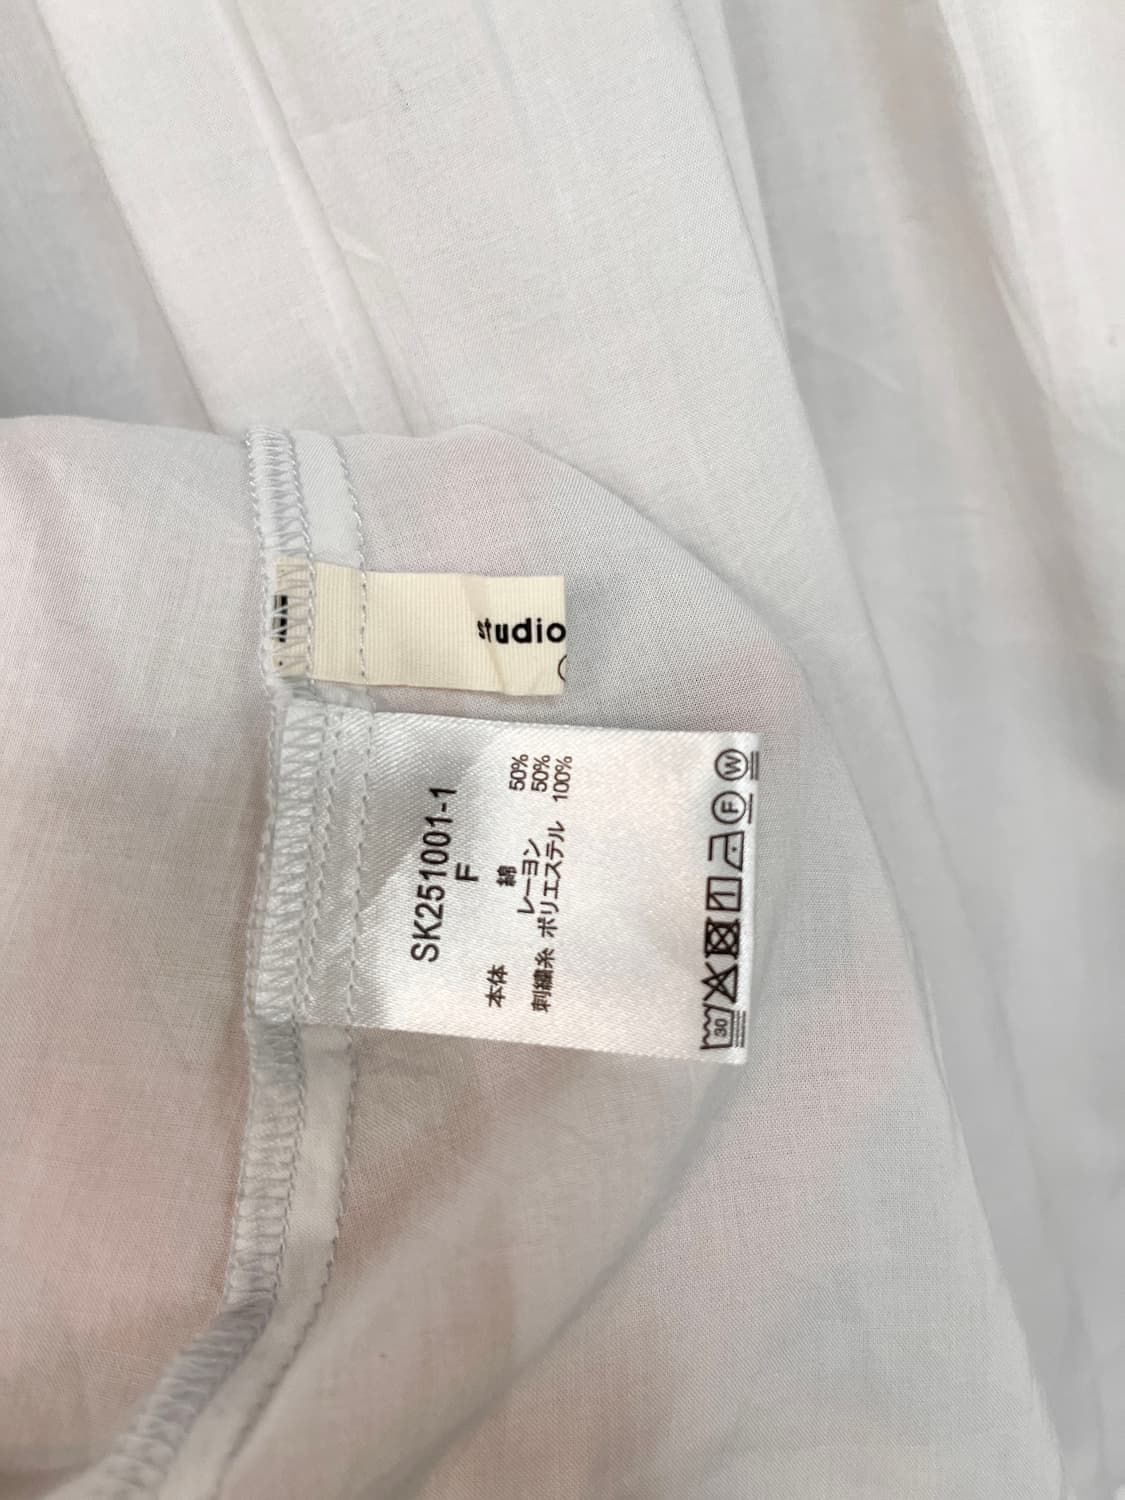 studio
SK251001-1
F
本体 綿 50%
レーヨン 50%
刺繍糸 ポリエステル 100%
30 F W